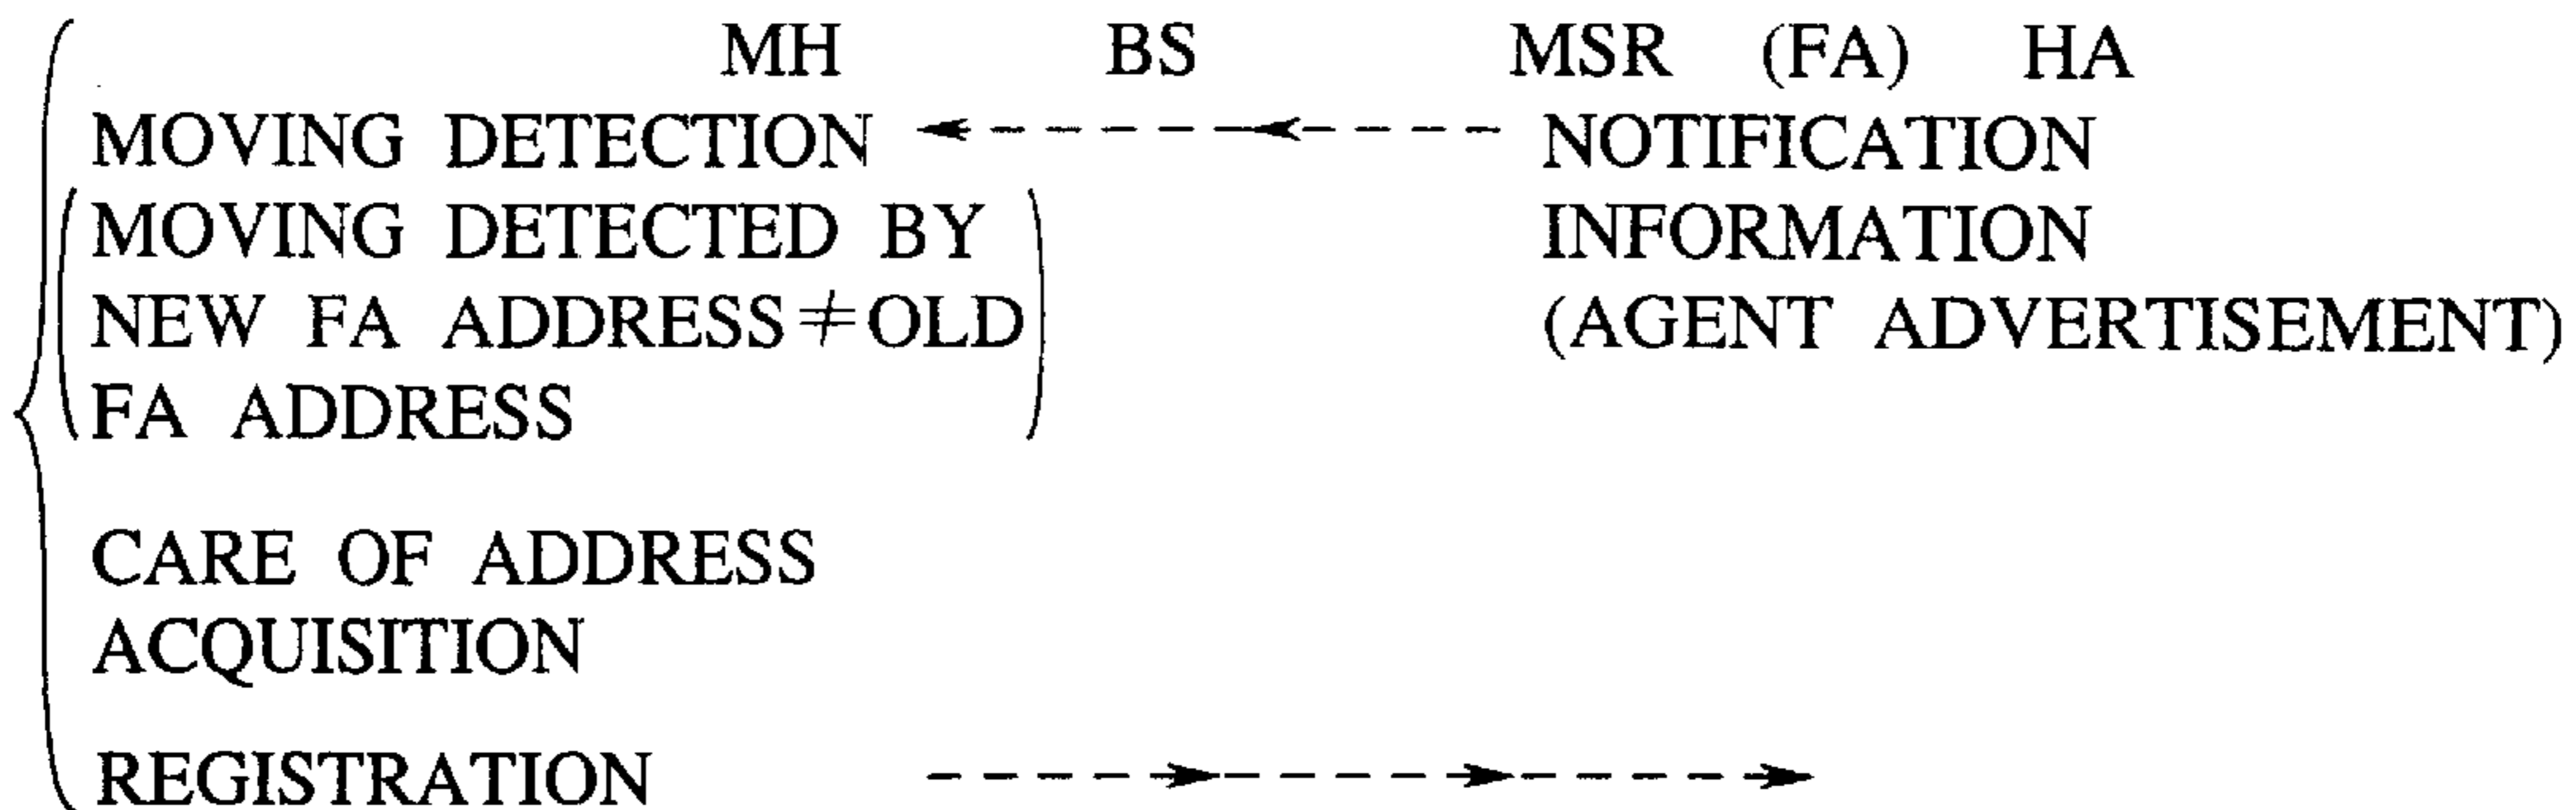 MH BS MSR (FA) HA
MOVING DETECTION NOTIFICATION
(MOVING DETECTED BY INFORMATION
NEW FA ADDRESS≠OLD (AGENT ADVERTISEMENT)
FA ADDRESS)
CARE OF ADDRESS
ACQUISITION
REGISTRATION